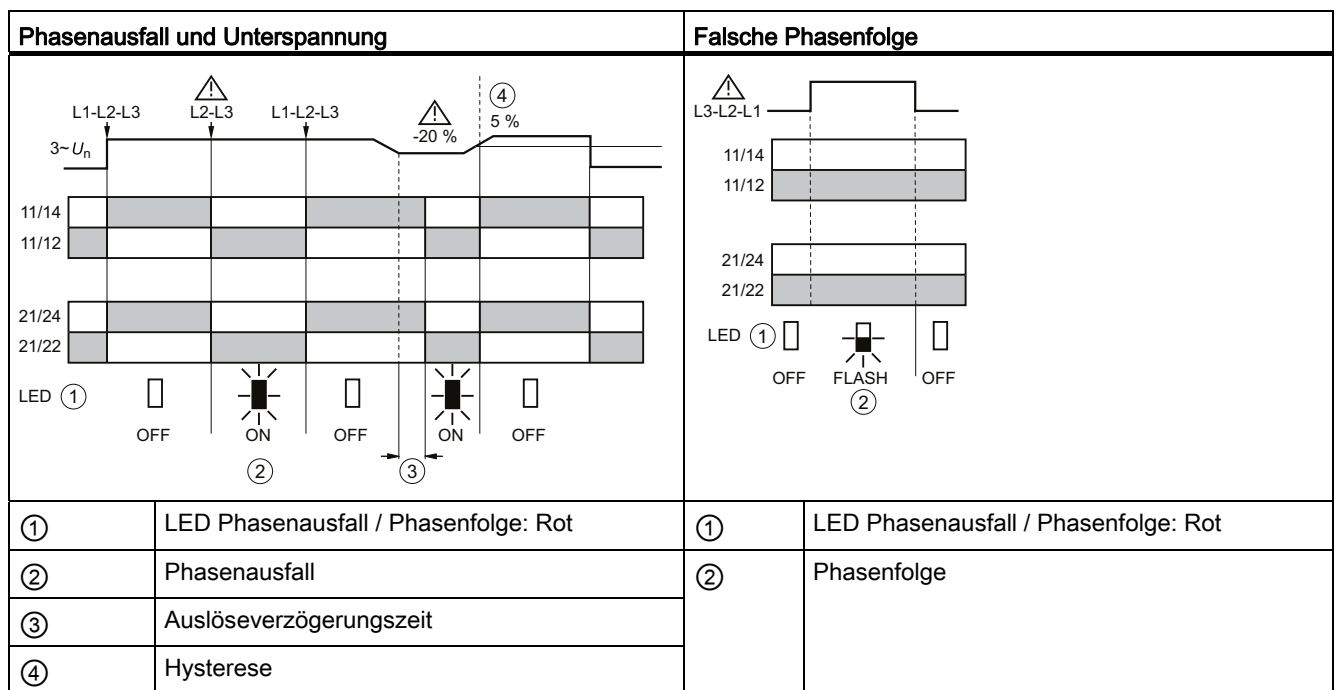 Phasenausfall und Unterspannung
L1-L2-L3
L2-L3
L1-L2-L3
-20 %
④
5 %
3~ Un
11/14
11/12
21/24
21/22
LED ①
OFF
ON
OFF
ON
OFF
②
③
Falsche Phasenfolge
L3-L2-L1
11/14
11/12
21/24
21/22
LED ①
OFF
FLASH
OFF
②
① LED Phasenausfall / Phasenfolge: Rot
② Phasenausfall
③ Auslöseverzögerungszeit
④ Hysterese
① LED Phasenausfall / Phasenfolge: Rot
② Phasenfolge